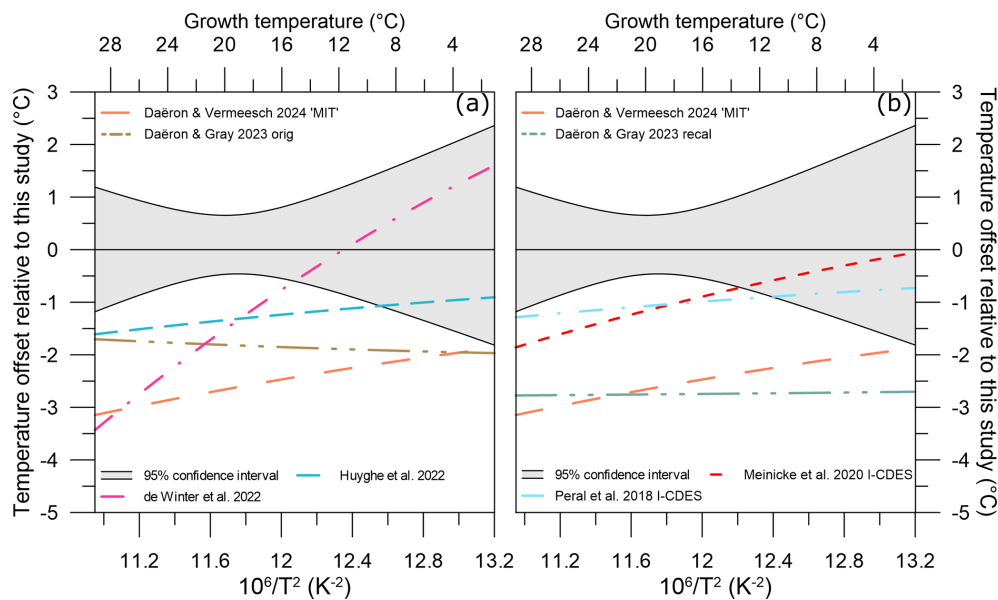 Growth temperature (°C)
28 24 20 16 12 8 4
Temperature offset relative to this study (°C)
3
2
1
0
-1
-2
-3
-4
-5
Daëron & Vermeesch 2024 'MIT'
Daëron & Gray 2023 orig
(a)
95% confidence interval
Huyghe et al. 2022
de Winter et al. 2022
11.2 11.6 12 12.4 12.8 13.2
10⁶/T² (K⁻²)
Growth temperature (°C)
28 24 20 16 12 8 4
Daëron & Vermeesch 2024 'MIT'
Daëron & Gray 2023 recal
(b)
95% confidence interval
Meinicke et al. 2020 I-CDES
Peral et al. 2018 I-CDES
3
2
1
0
-1
-2
-3
-4
-5
Temperature offset relative to this study (°C)
11.2 11.6 12 12.4 12.8 13.2
10⁶/T² (K⁻²)